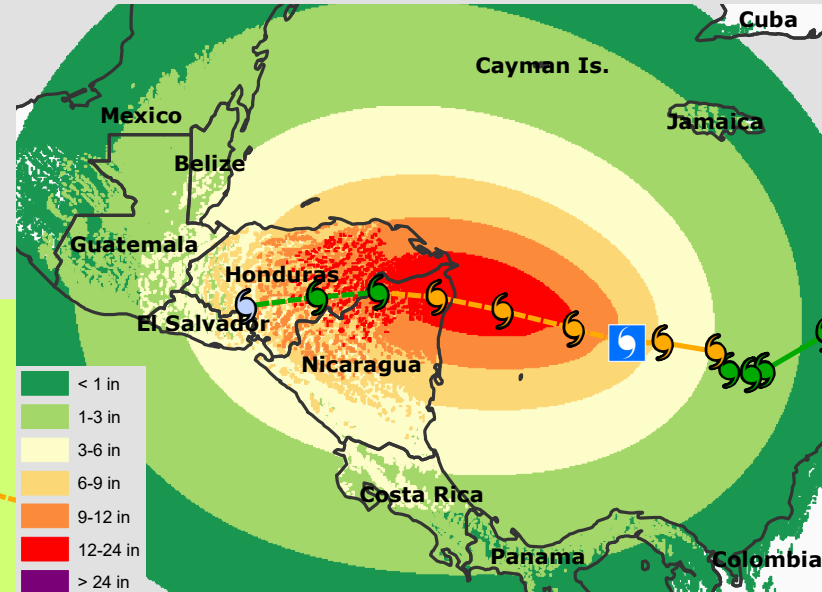 Cuba
Cayman Is.
Mexico
Jamaica
Belize
Guatemala
Honduras
El Salvador
Nicaragua
Costa Rica
Panama
Colombia
< 1 in
1-3 in
3-6 in
6-9 in
9-12 in
12-24 in
> 24 in